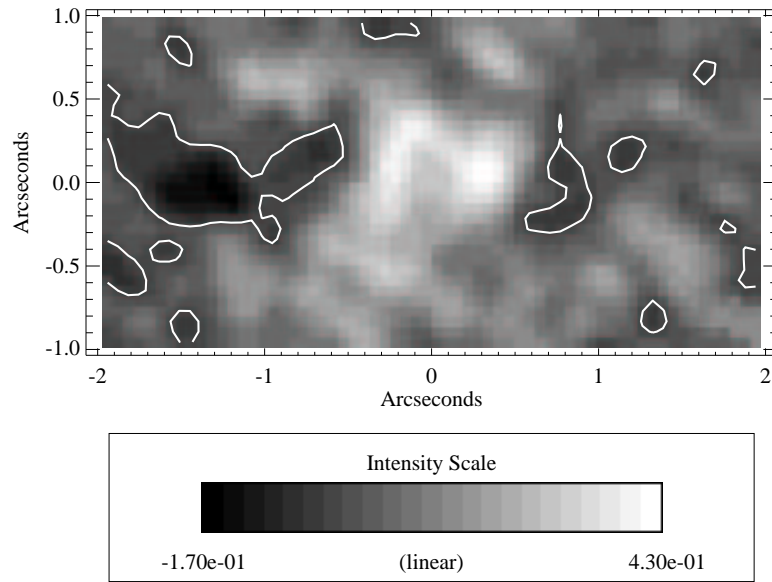 1.0
0.5
0.0
-0.5
-1.0
Arcseconds
-2 -1 0 1 2
Arcseconds
Intensity Scale
-1.70e-01 (linear) 4.30e-01